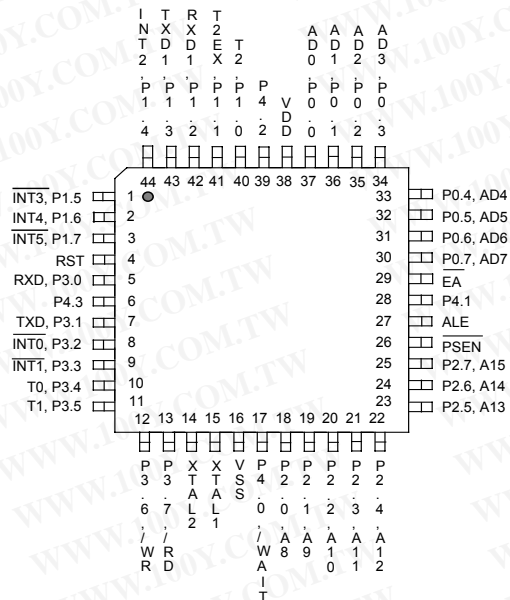 INT2, P1.4
TXD1, P1.3
RXD1, P1.2
T2EX, P1.1
T2, P1.0
P4.2
VDD
AD0, P0.0
AD1, P0.1
AD2, P0.2
AD3, P0.3
44 43 42 41 40 39 38 37 36 35 34
INT3, P1.5 1
INT4, P1.6 2
INT5, P1.7 3
RST 4
RXD, P3.0 5
P4.3 6
TXD, P3.1 7
INT0, P3.2 8
INT1, P3.3 9
T0, P3.4 10
T1, P3.5 11
33 P0.4, AD4
32 P0.5, AD5
31 P0.6, AD6
30 P0.7, AD7
29 EA
28 P4.1
27 ALE
26 PSEN
25 P2.7, A15
24 P2.6, A14
23 P2.5, A13
12 13 14 15 16 17 18 19 20 21 22
P3.6, /WR
P3.7, /RD
XTAL2
XTAL1
VSS
P4.0, /WAIT
P2.0, A8
P2.1, A9
P2.2, A10
P2.3, A11
P2.4, A12
WWW.100Y.COM.TW